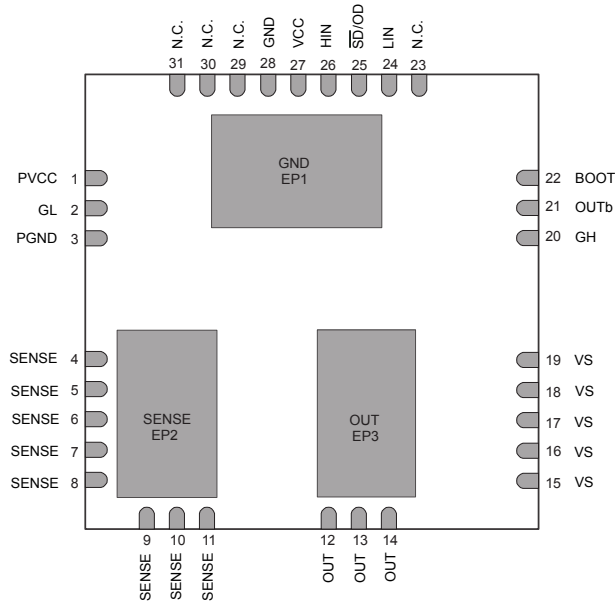 N.C.
N.C.
N.C.
GND
VCC
HIN
SD/OD
LIN
N.C.
31 30 29 28 27 26 25 24 23
GND
EP1
PVCC 1
GL 2
PGND 3
22 BOOT
21 OUTb
20 GH
SENSE 4
SENSE 5
SENSE 6
SENSE 7
SENSE 8
SENSE
EP2
OUT
EP3
19 VS
18 VS
17 VS
16 VS
15 VS
9 10 11 12 13 14
SENSE
SENSE
SENSE
OUT
OUT
OUT